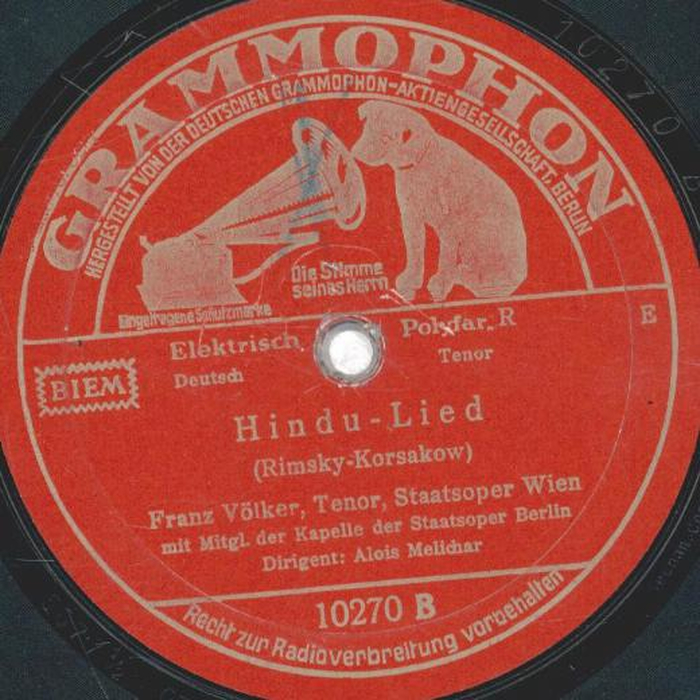 GRAMMOPHON
HERGESTELLT VON DER DEUTSCHEN GRAMMOPHON-AKTIENGESELLSCHAFT, BERLIN
Die Stimme
seines Herrn
Eingetragene Schutzmarke
Elektrisch
Polyfar. R
E
Deutsch
Tenor
BIEM
Hindu-Lied
(Rimsky-Korsakow)
Franz Völker, Tenor, Staatsoper Wien
mit Mitgl. der Kapelle der Staatsoper Berlin
Dirigent: Alois Melichar
10270 B
Recht zur Radioverbreitung vorbehalten
10270